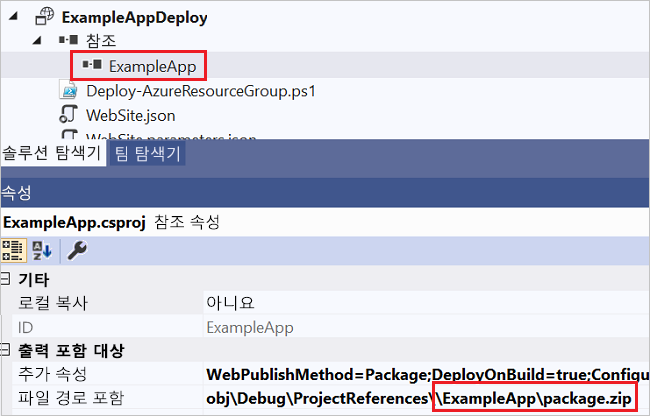 ExampleAppDeploy
참조
ExampleApp
Deploy-AzureResourceGroup.ps1
WebSite.json
WebSite.parameters.json
솔루션 탐색기 팀 탐색기
속성
ExampleApp.csproj 참조 속성
기타
로컬 복사 아니요
ID ExampleApp
출력 포함 대상
추가 속성 WebPublishMethod=Package;DeployOnBuild=true;Configu
파일 경로 포함 obj\Debug\ProjectReferences\\ExampleApp\package.zip